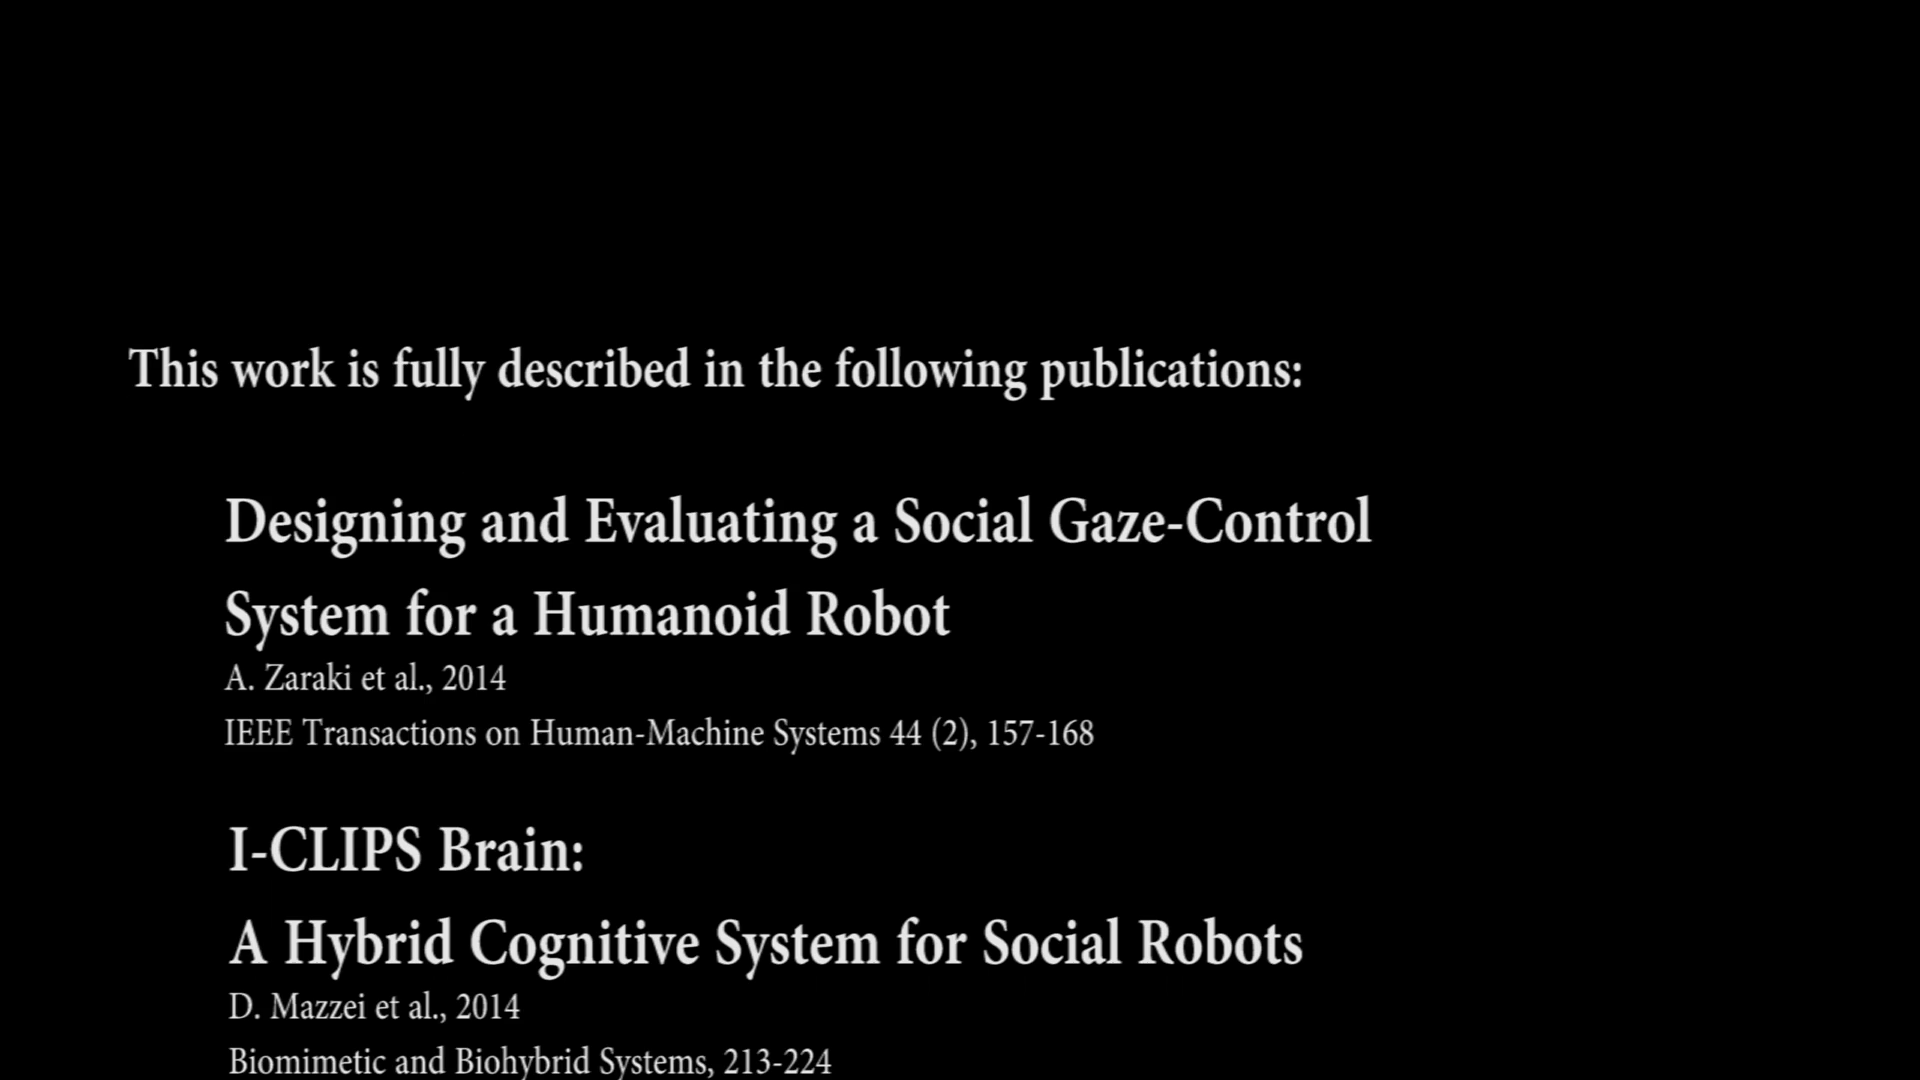 This work is fully described in the following publications:
Designing and Evaluating a Social Gaze-Control
System for a Humanoid Robot
A. Zaraki et al., 2014
IEEE Transactions on Human-Machine Systems 44 (2), 157-168
I-CLIPS Brain:
A Hybrid Cognitive System for Social Robots
D. Mazzei et al., 2014
Biomimetic and Biohybrid Systems, 213-224